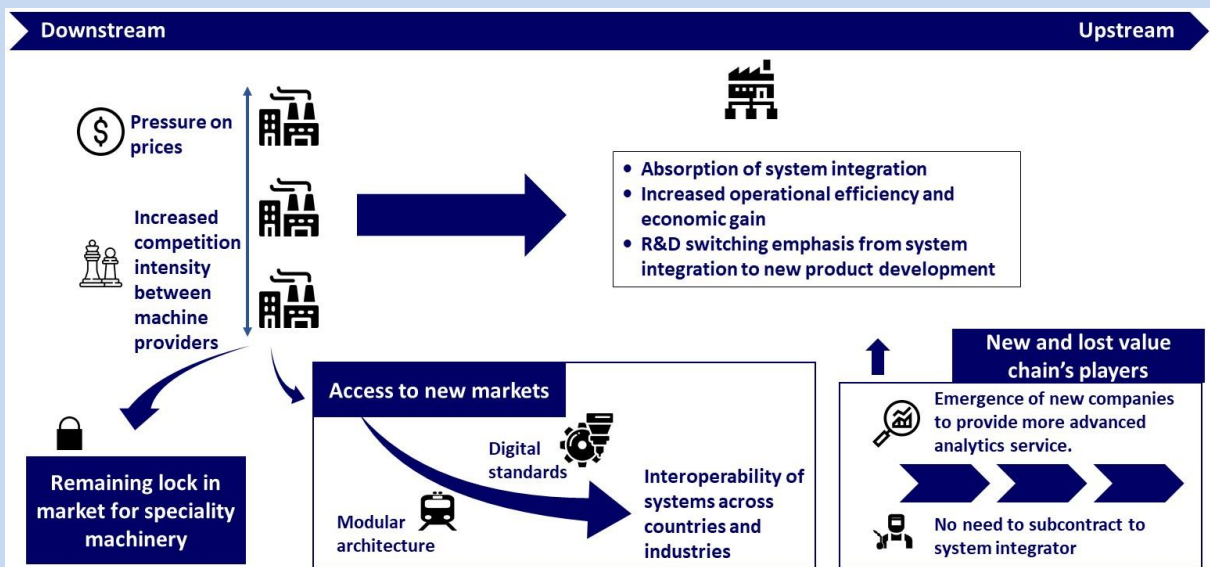 Downstream
Upstream
$
Pressure on
prices
Increased
competition
intensity
between
machine
providers
• Absorption of system integration
• Increased operational efficiency and
economic gain
• R&D switching emphasis from system
integration to new product development
Remaining lock in
market for speciality
machinery
Access to new markets
Digital
standards
Modular
architecture
Interoperability of
systems across
countries and
industries
New and lost value
chain's players
Emergence of new companies
to provide more advanced
analytics service.
No need to subcontract to
system integrator